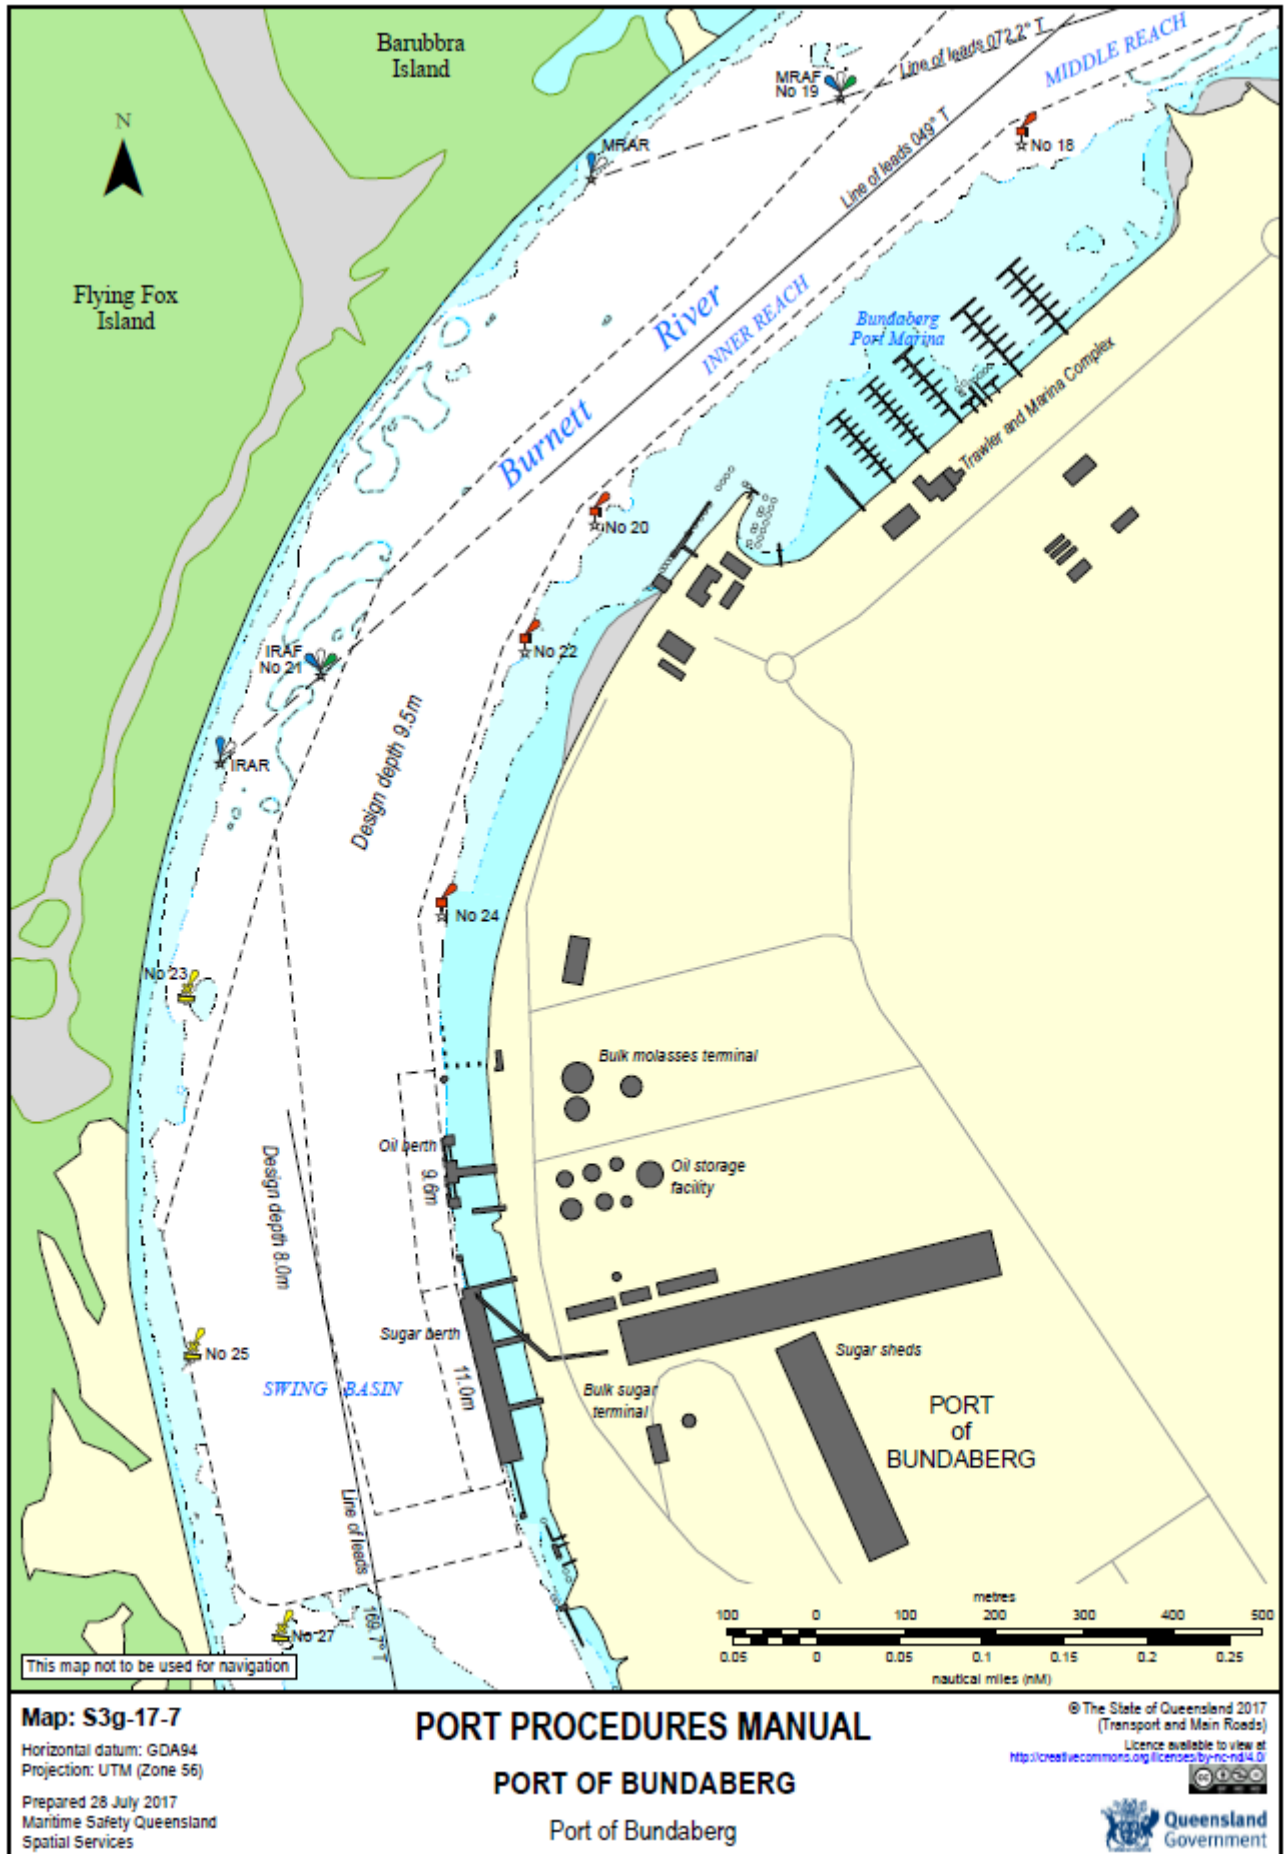 Barubbra
Island
N
MRAF
No 19
Line of leads 072.2° T
MIDDLE REACH
MRAR
No 18
Line of leads 049° T
Flying Fox
Island
Burnett River
INNER REACH
Bundaberg
Port Marina
Trawler and Marina Complex
No 20
No 22
IRAF
No 21
IRAR
Design depth 9.5m
No 24
No 23
Bulk molasses terminal
Oil berth
9.6m
Oil storage
facility
Design depth 8.0m
Sugar berth
11.0m
Sugar sheds
No 25
SWING BASIN
Bulk sugar
terminal
PORT
of
BUNDABERG
Line of leads 169.7° T
No 27
metres
100 0 100 200 300 400 500
0.05 0 0.05 0.1 0.15 0.2 0.25
nautical miles (nM)
This map not to be used for navigation
Map: S3g-17-7
Horizontal datum: GDA94
Projection: UTM (Zone 56)
Prepared 28 July 2017
Maritime Safety Queensland
Spatial Services
PORT PROCEDURES MANUAL
PORT OF BUNDABERG
Port of Bundaberg
© The State of Queensland 2017
(Transport and Main Roads)
Licence available to view at
http://creativecommons.org/licenses/by-nc-nd/4.0/
cc
Queensland
Government